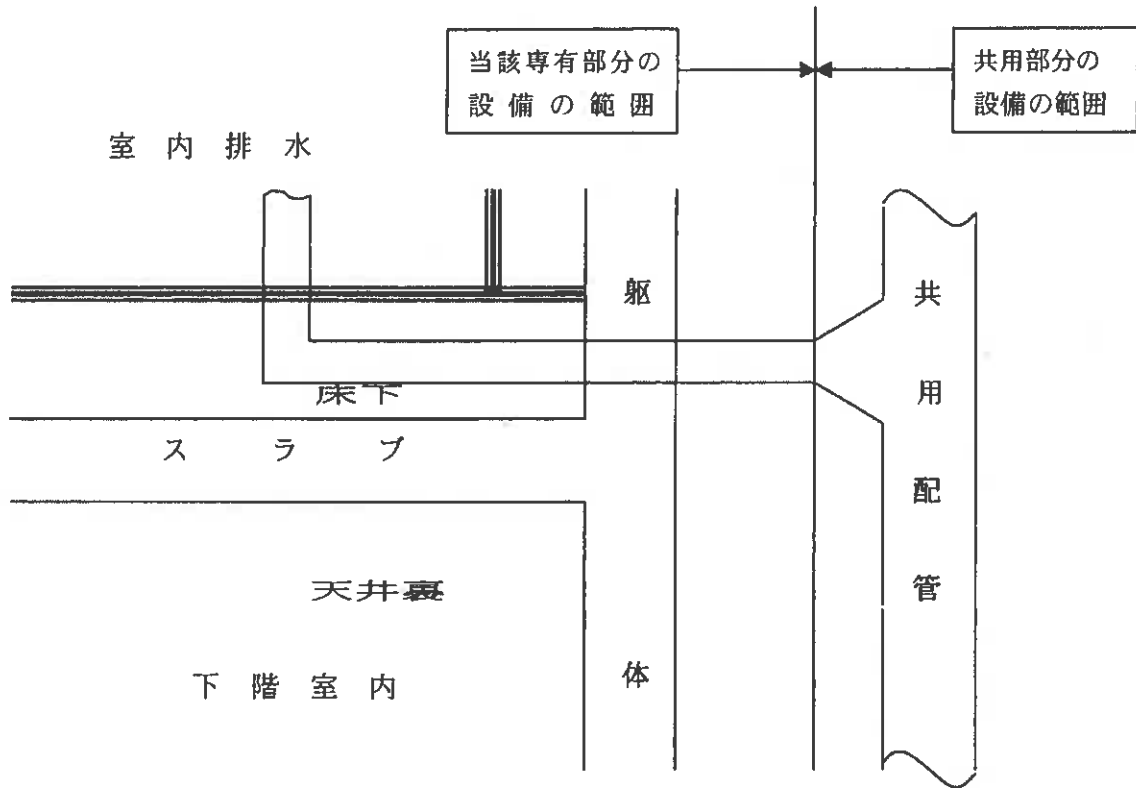 当該専有部分の
設備の範囲
共用部分の
設備の範囲
室内排水
躯体
共用配管
床下
スラブ
天井裏
下階室内